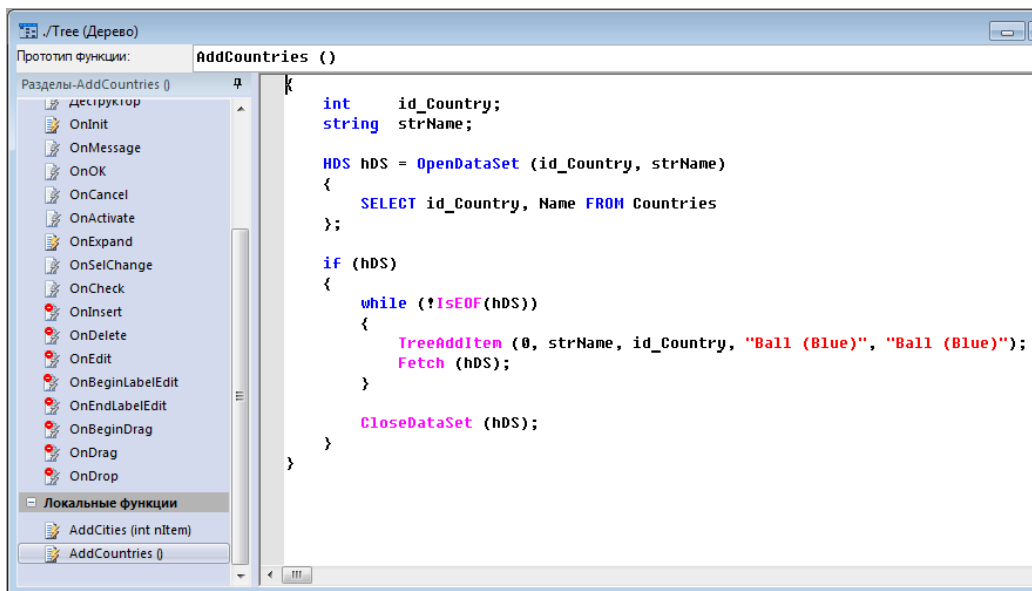 ./Tree (Дерево)
Прототип функции: AddCountries ()
Разделы-AddCountries ()
Деструктор
OnInit
OnMessage
OnOK
OnCancel
OnActivate
OnExpand
OnSelChange
OnCheck
OnInsert
OnDelete
OnEdit
OnBeginLabelEdit
OnEndLabelEdit
OnBeginDrag
OnDrag
OnDrop
Локальные функции
AddCities (int nItem)
AddCountries ()
{
int id_Country;
string strName;
HDS hDS = OpenDataSet (id_Country, strName)
{
SELECT id_Country, Name FROM Countries
};
if (hDS)
{
while (!IsEOF(hDS))
{
TreeAddItem (0, strName, id_Country, "Ball (Blue)", "Ball (Blue)");
Fetch (hDS);
}
CloseDataSet (hDS);
}
}